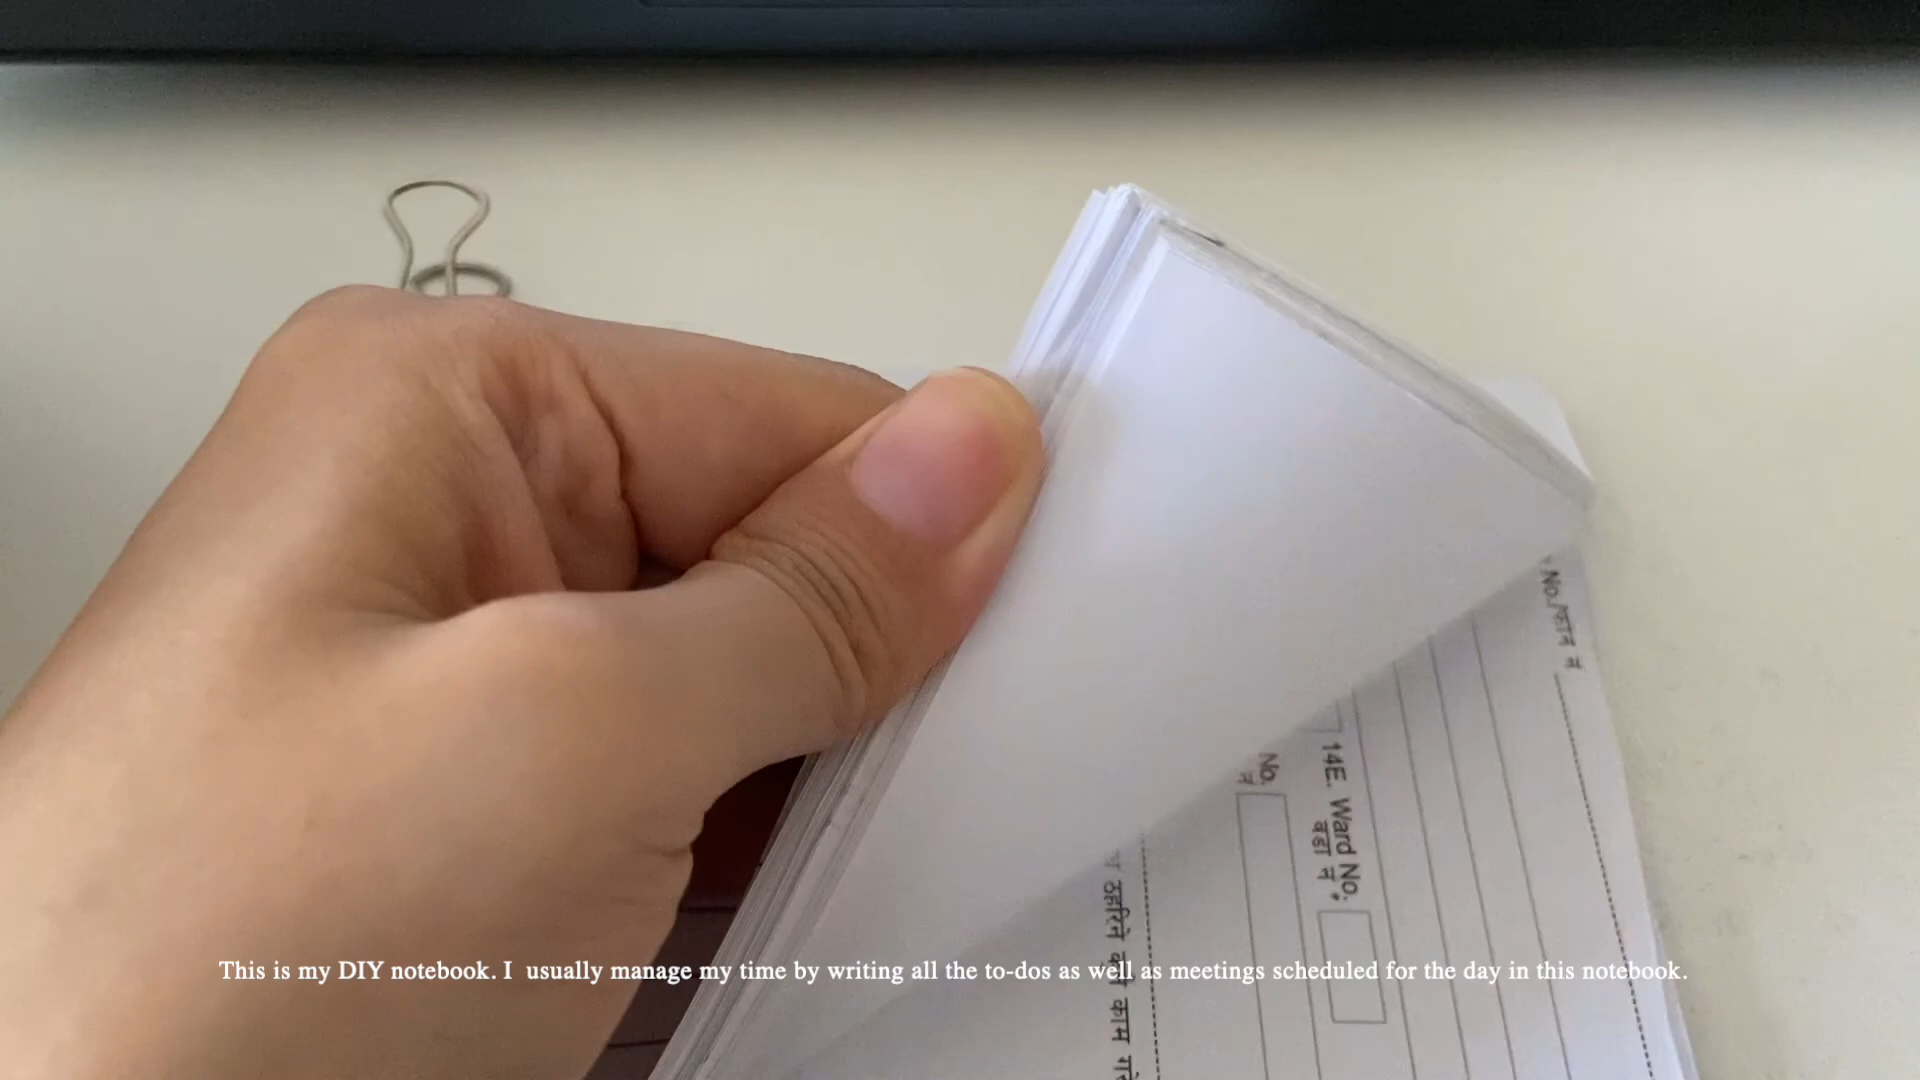 No./फोन नं
14E. Ward No.
वडा नं.
No.
नं
ठहरिने
काम
This is my DIY notebook. I usually manage my time by writing all the to-dos as well as meetings scheduled for the day in this notebook.